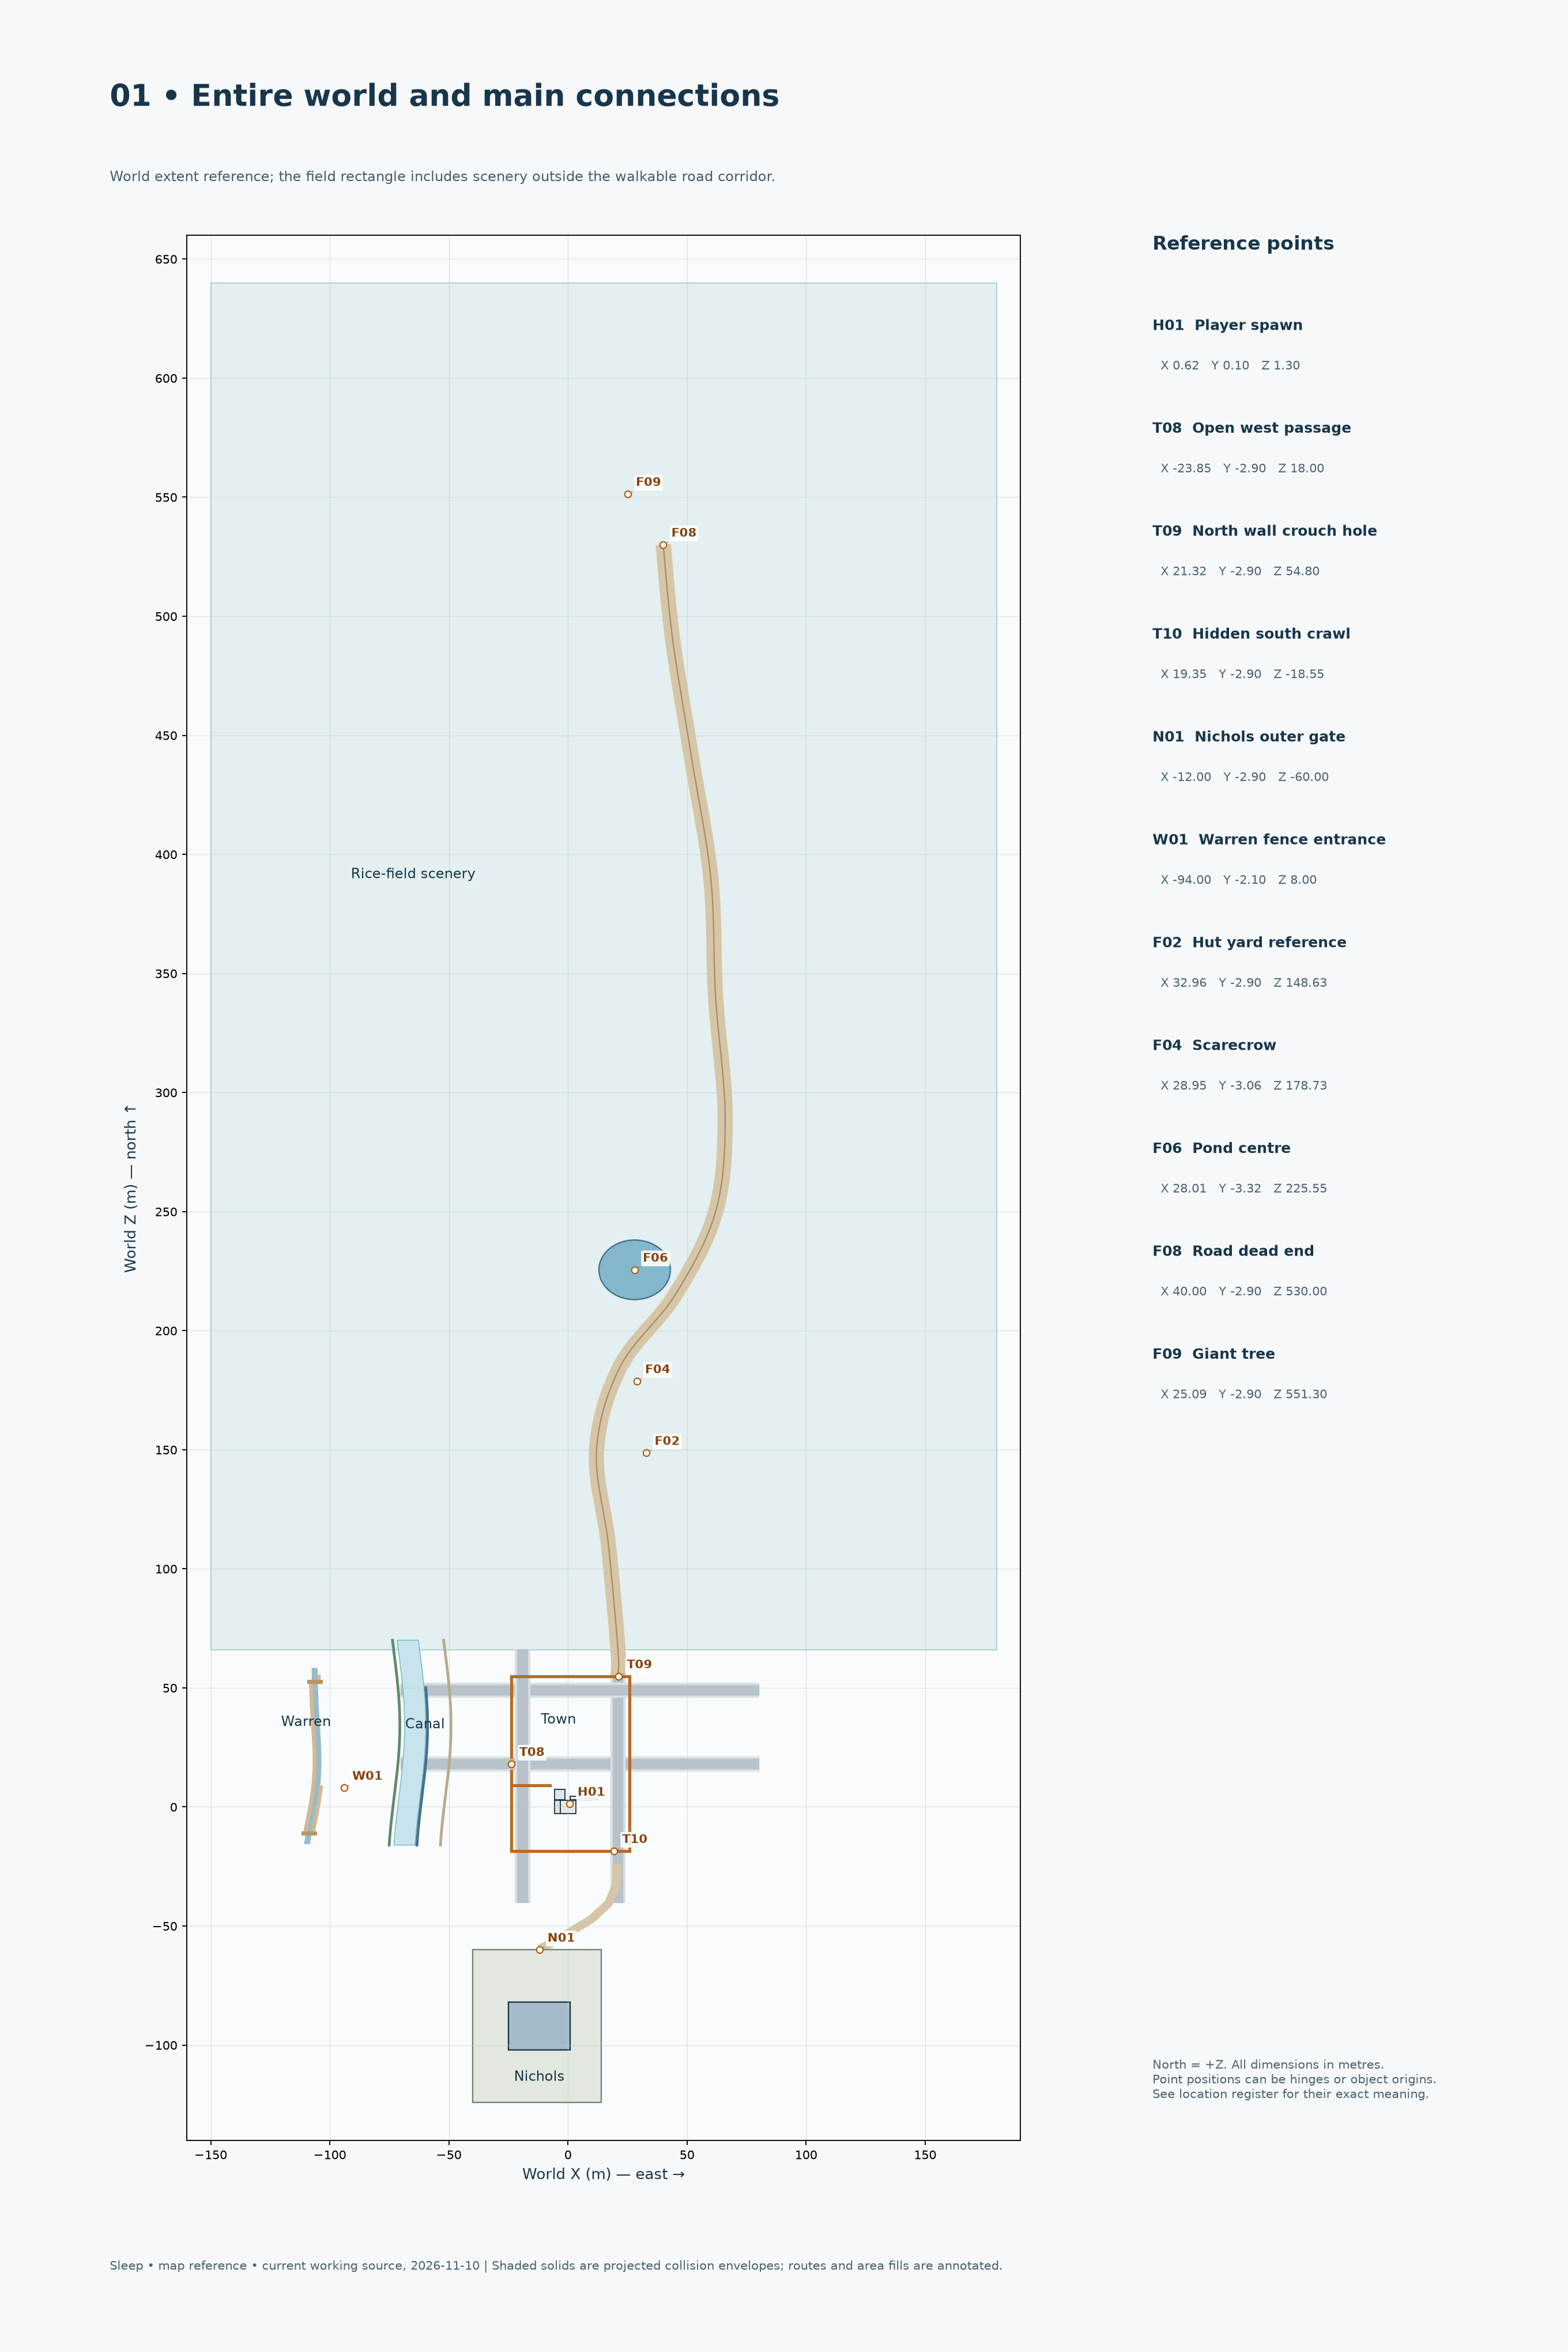 01 • Entire world and main connections
World extent reference; the field rectangle includes scenery outside the walkable road corridor.
650
600
550
500
450
400
350
300
250
200
150
100
50
0
−50
−100
World Z (m) — north ↑
F09
F08
Rice-field scenery
F06
F04
F02
T09
Warren
Canal
Town
T08
W01
H01
T10
N01
Nichols
−150
−100
−50
0
50
100
150
World X (m) — east →
Reference points
H01 Player spawn
X 0.62 Y 0.10 Z 1.30
T08 Open west passage
X -23.85 Y -2.90 Z 18.00
T09 North wall crouch hole
X 21.32 Y -2.90 Z 54.80
T10 Hidden south crawl
X 19.35 Y -2.90 Z -18.55
N01 Nichols outer gate
X -12.00 Y -2.90 Z -60.00
W01 Warren fence entrance
X -94.00 Y -2.10 Z 8.00
F02 Hut yard reference
X 32.96 Y -2.90 Z 148.63
F04 Scarecrow
X 28.95 Y -3.06 Z 178.73
F06 Pond centre
X 28.01 Y -3.32 Z 225.55
F08 Road dead end
X 40.00 Y -2.90 Z 530.00
F09 Giant tree
X 25.09 Y -2.90 Z 551.30
North = +Z. All dimensions in metres.
Point positions can be hinges or object origins.
See location register for their exact meaning.
Sleep • map reference • current working source, 2026-11-10 | Shaded solids are projected collision envelopes; routes and area fills are annotated.